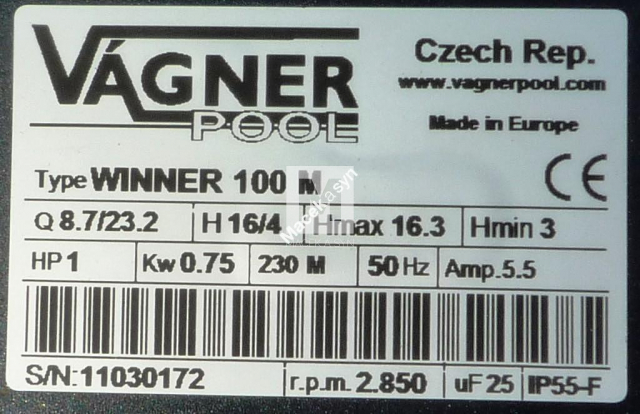 VÁGNER
POOL
Czech Rep.
www.vagnerpool.com
Made in Europe
Type WINNER 100 M
CE
Q 8.7/23.2 H 16/4 Hmax 16.3 Hmin 3
HP 1 Kw 0.75 230 M 50 Hz Amp.5.5
S/N:11030172 r.p.m. 2.850 uF 25 IP55-F
Macek a syn